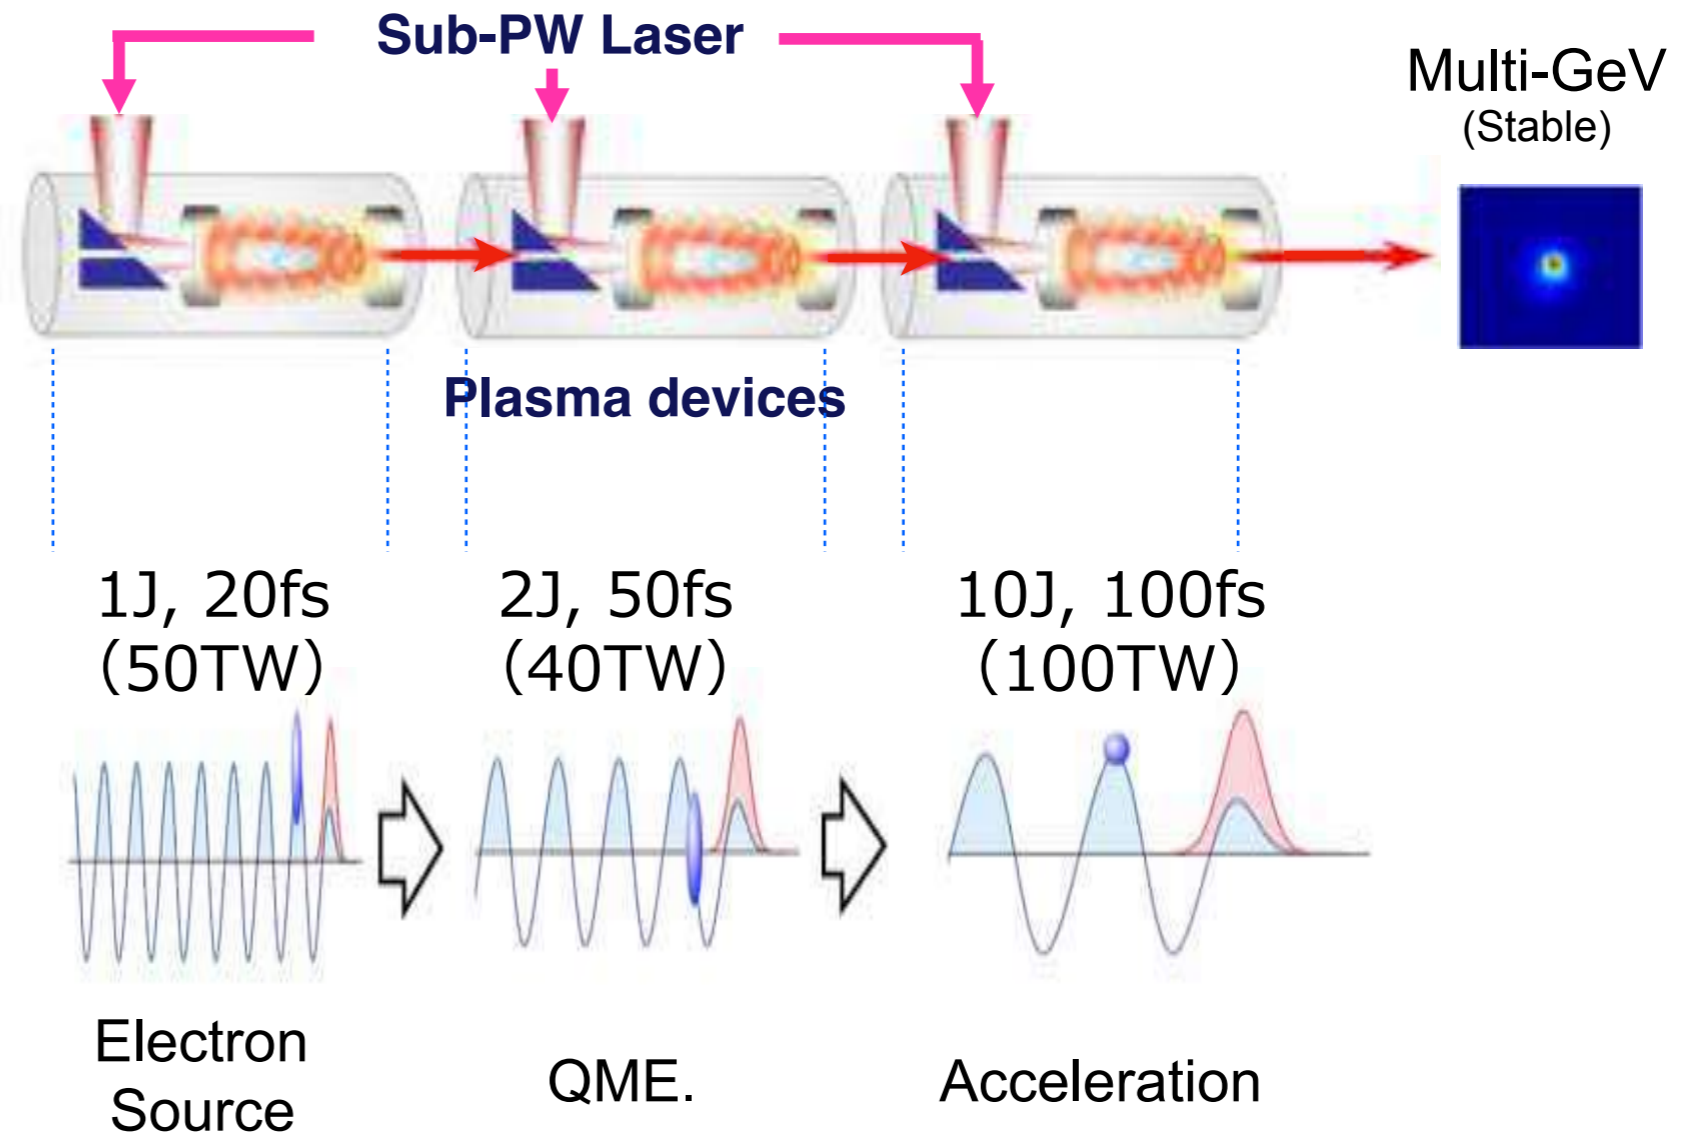 Sub-PW Laser
Multi-GeV
(Stable)
Plasma devices
1J, 20fs
（50TW）
2J, 50fs
（40TW）
10J, 100fs
（100TW）
Electron
Source
QME.
Acceleration